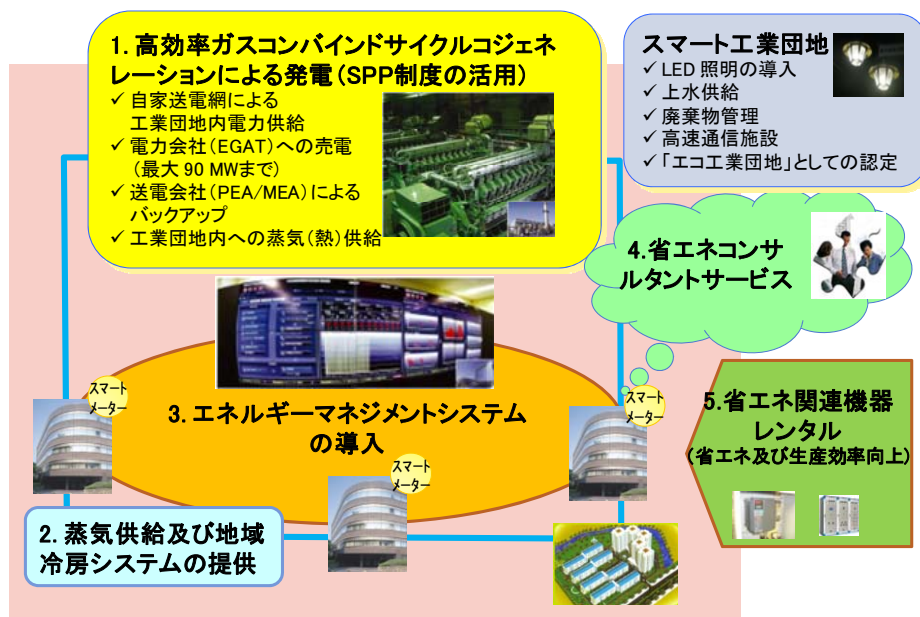 1. 高効率ガスコンバインドサイクルコジェネ
レーションによる発電（SPP制度の活用）
✓ 自家送電網による
工業団地内電力供給
✓ 電力会社（EGAT）への売電
（最大 90 MWまで）
✓ 送電会社（PEA/MEA）による
バックアップ
✓ 工業団地内への蒸気（熱）供給
スマート工業団地
✓ LED 照明の導入
✓ 上水供給
✓ 廃棄物管理
✓ 高速通信施設
✓ 「エコ工業団地」としての認定
4.省エネコンサ
ルタントサービス
スマート
メーター
3. エネルギーマネジメントシステム
の導入
スマート
メーター
スマート
メーター
5.省エネ関連機器
レンタル
（省エネ及び生産効率向上）
2. 蒸気供給及び地域
冷房システムの提供